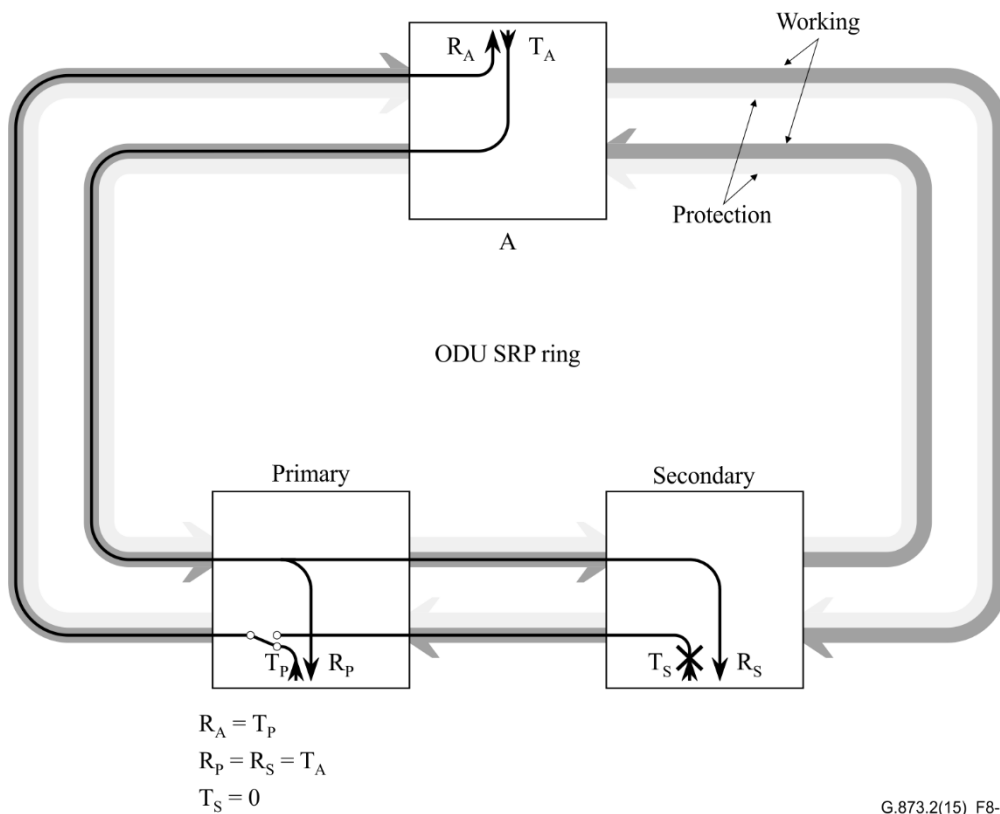 Working
R_A T_A
Protection
A
ODU SRP ring
Primary
Secondary
T_P R_P
T_S R_S
R_A = T_P
R_P = R_S = T_A
T_S = 0
G.873.2(15)_F8-